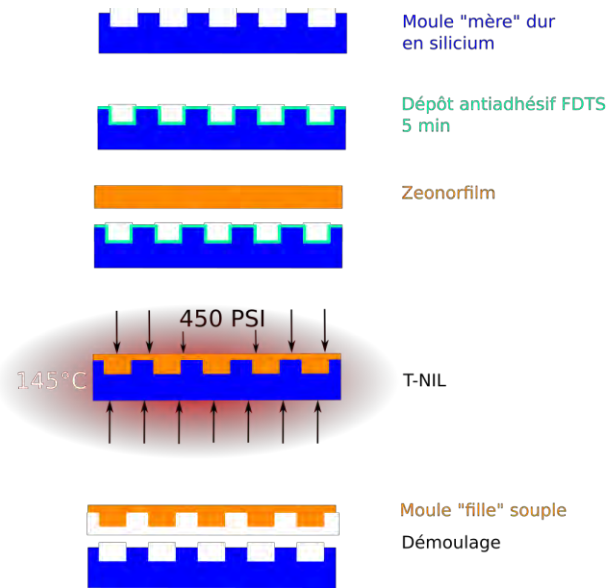 Moule "mère" dur
en silicium
Dépôt antiadhésif FDTS
5 min
Zeonorfilm
450 PSI
145°C
T-NIL
Moule "fille" souple
Démoulage